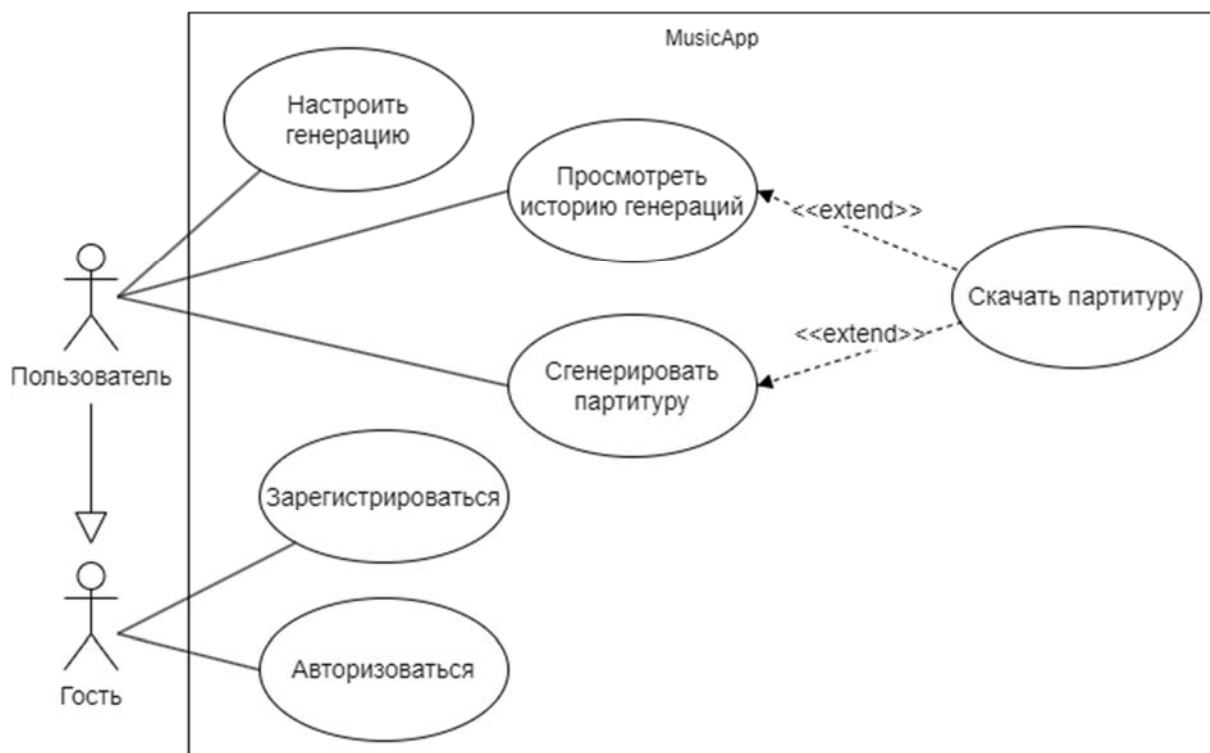 MusicApp
Настроить
генерацию
Просмотреть
историю генераций
<<extend>>
Скачать партитуру
<<extend>>
Сгенерировать
партитуру
Пользователь
Зарегистрироваться
Авторизоваться
Гость